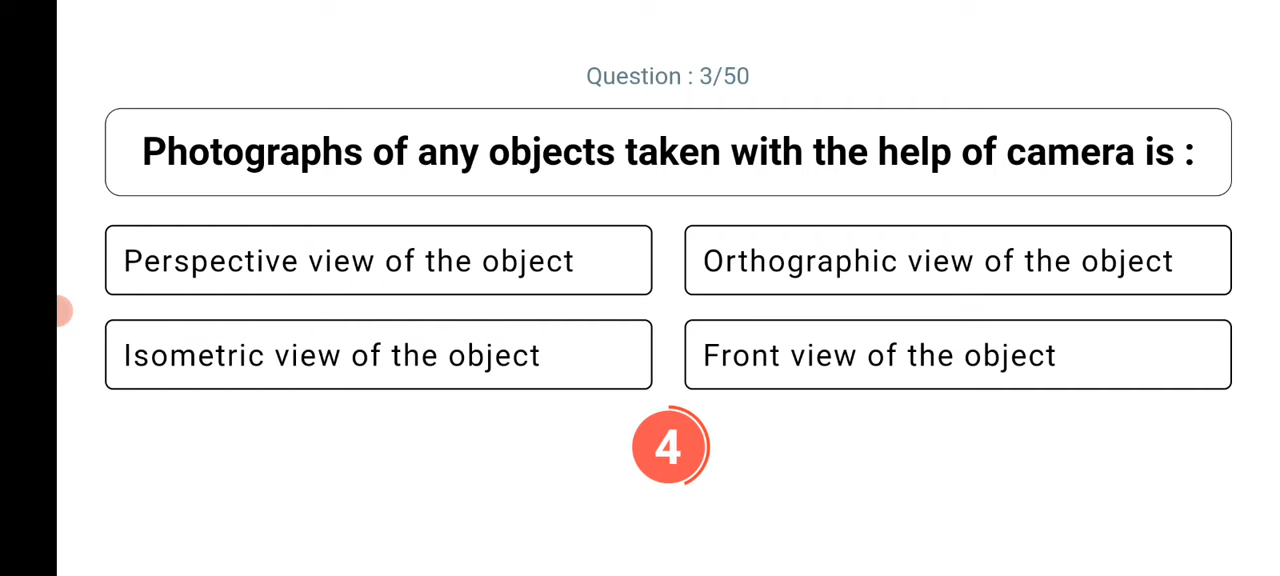 Question : 3/50
Photographs of any objects taken with the help of camera is :
Perspective view of the object
Orthographic view of the object
Isometric view of the object
Front view of the object
4